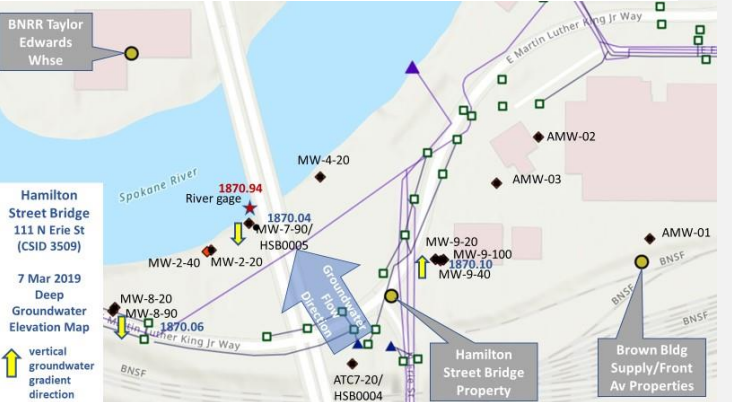 BNRR Taylor
Edwards
Whse
E Martin Luther King Jr Way
AMW-02
MW-4-20
AMW-03
Spokane River
1870.94
River gage
1870.04
MW-7-90/
HSB0005
AMW-01
MW-2-40
MW-2-20
MW-9-20
MW-9-100
1870.10
MW-9-40
BNSF
BNSF
BNSF
Hamilton
Street Bridge
111 N Erie St
(CSID 3509)
7 Mar 2019
Deep
Groundwater
Elevation Map
vertical
groundwater
gradient
direction
MW-8-20
MW-8-90
1870.06
Martin Luther King Jr Way
BNSF
Groundwater
Flow
Direction
ATC7-20/
HSB0004
Hamilton
Street Bridge
Property
Brown Bldg
Supply/Front
Av Properties